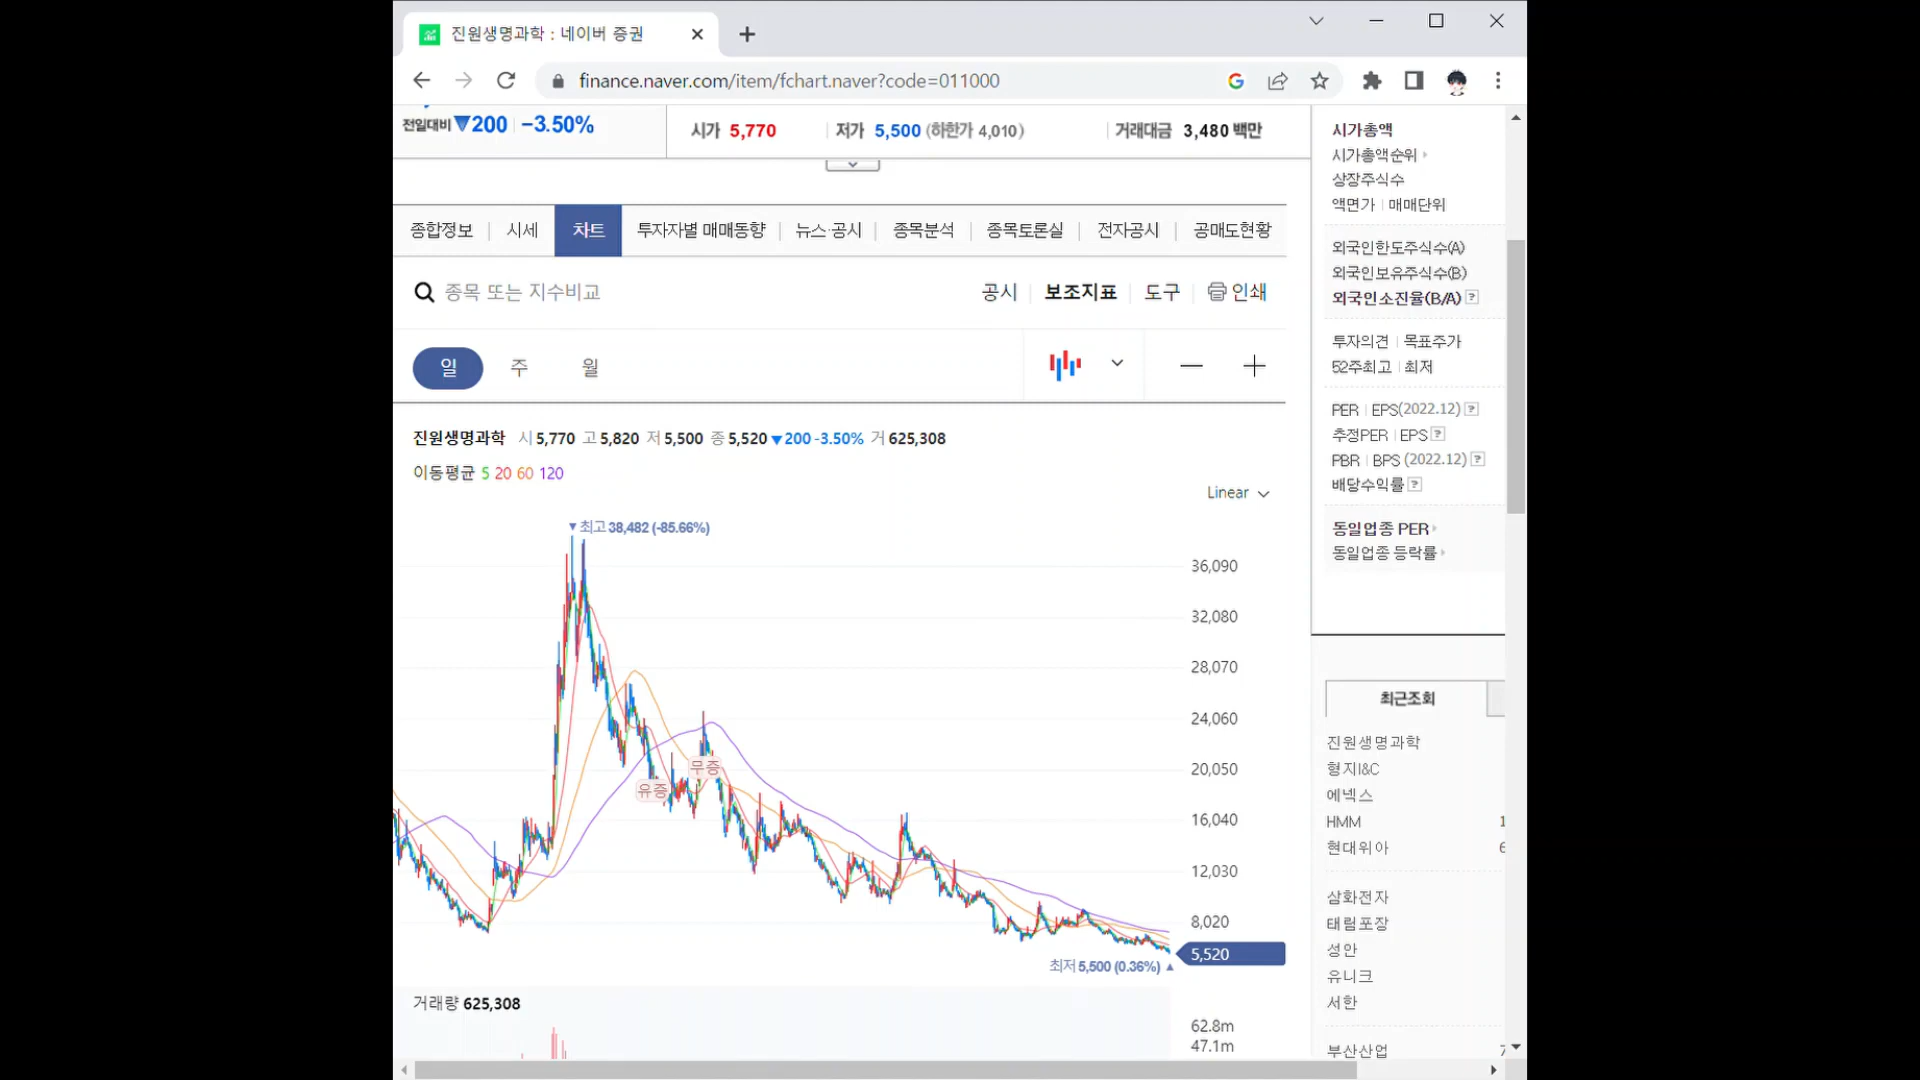 진원생명과학 : 네이버 증권
finance.naver.com/item/fchart.naver?code=011000
전일대비 ▼200 -3.50%
시가 5,770 저가 5,500 (하한가 4,010) 거래대금 3,480 백만
종합정보 시세 차트 투자자별 매매동향 뉴스·공시 종목분석 종목토론실 전자공시 공매도현황
종목 또는 지수비교 공시 보조지표 도구 인쇄
일 주 월
진원생명과학 시 5,770 고 5,820 저 5,500 종 5,520 ▼200 -3.50% 거 625,308
이동평균 5 20 60 120
Linear
▼최고 38,482 (-85.66%)
36,090
32,080
28,070
24,060
무증
20,050
유증
16,040
12,030
8,020
5,520
최저 5,500 (0.36%) ▲
거래량 625,308
62.8m
47.1m
시가총액
시가총액순위
상장주식수
액면가 매매단위
외국인한도주식수(A)
외국인보유주식수(B)
외국인소진율(B/A) ?
투자의견 목표주가
52주최고 최저
PER EPS(2022.12) ?
추정PER EPS ?
PBR BPS (2022.12) ?
배당수익률 ?
동일업종 PER
동일업종 등락률
최근조회
진원생명과학
형지I&C
에넥스
HMM 1
현대위아 6
삼화전자
태림포장
성안
유니크
서한
부산산업 7